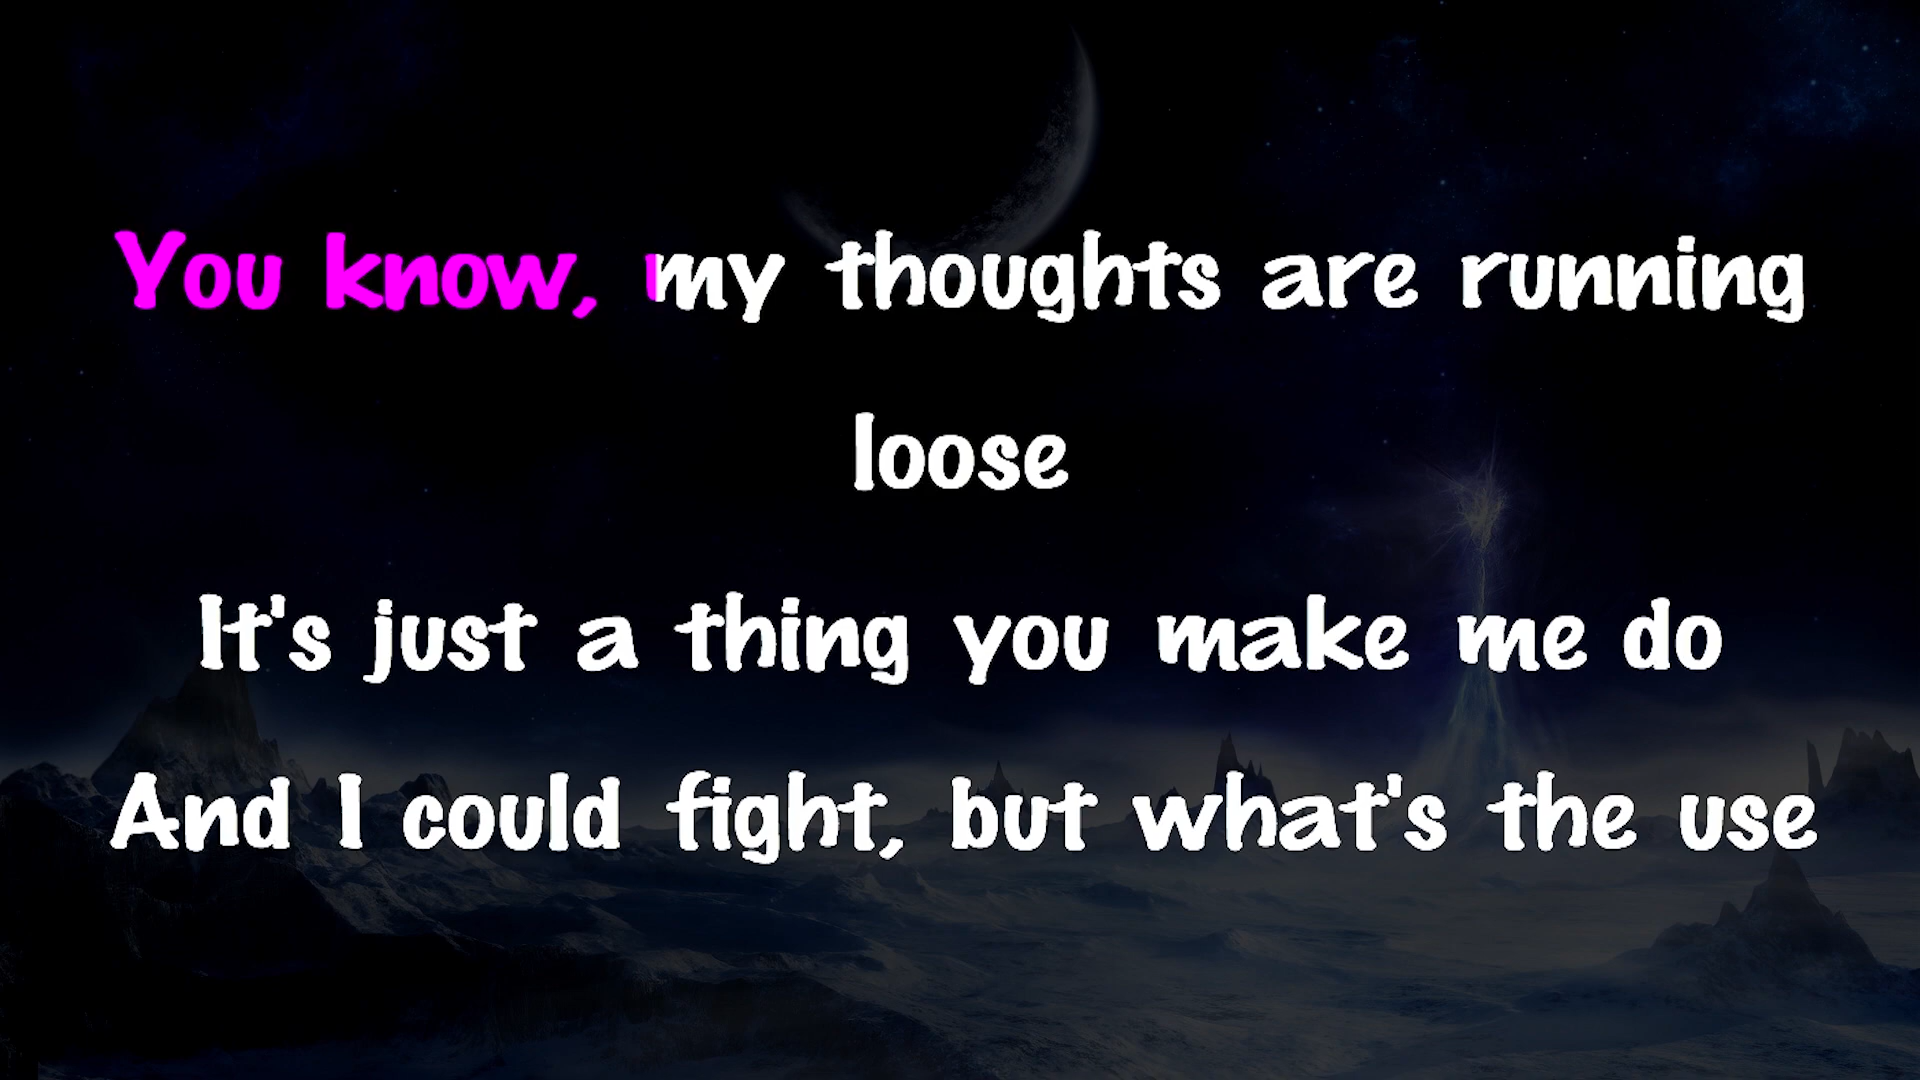 You know, my thoughts are running
loose
It's just a thing you make me do
And I could fight, but what's the use